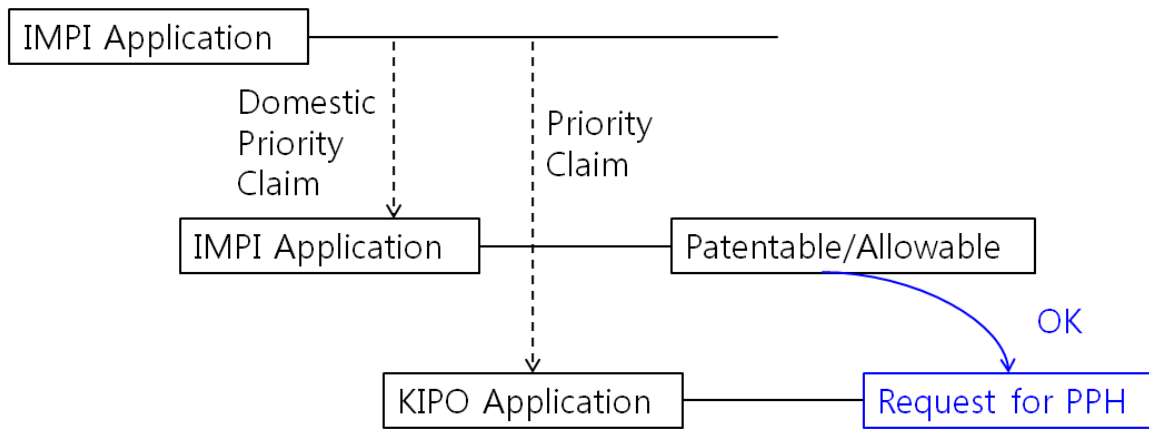 IMPI Application
Domestic
Priority
Claim
Priority
Claim
IMPI Application
Patentable/Allowable
OK
KIPO Application
Request for PPH